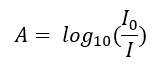 A = log₁₀(I₀/I)